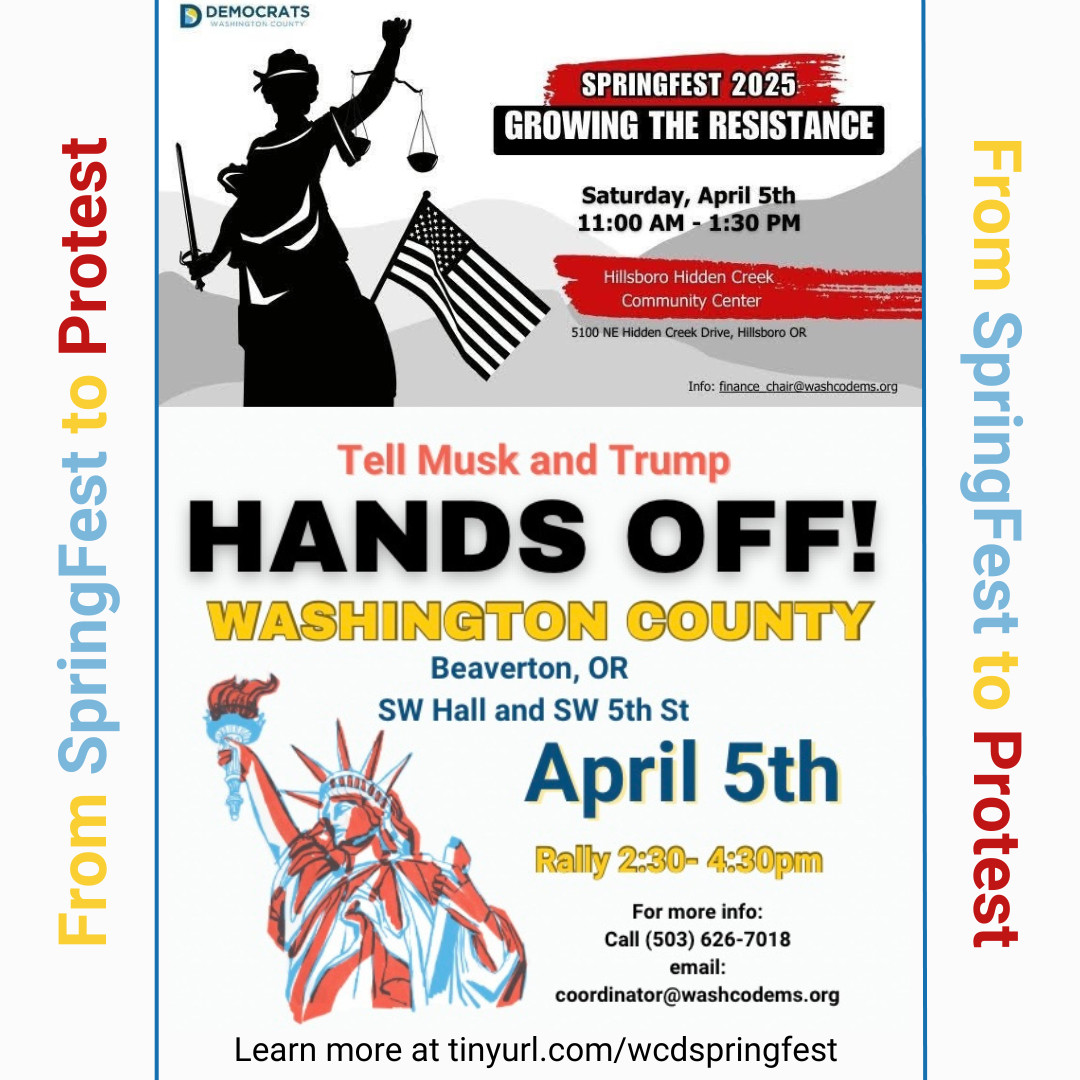 From SpringFest to Protest
DEMOCRATS
WASHINGTON COUNTY
SPRINGFEST 2025
GROWING THE RESISTANCE
Saturday, April 5th
11:00 AM - 1:30 PM
Hillsboro Hidden Creek
Community Center
5100 NE Hidden Creek Drive, Hillsboro OR
Info: finance_chair@washcodems.org
Tell Musk and Trump
HANDS OFF!
WASHINGTON COUNTY
Beaverton, OR
SW Hall and SW 5th St
April 5th
Rally 2:30- 4:30pm
For more info:
Call (503) 626-7018
email:
coordinator@washcodems.org
Learn more at tinyurl.com/wcdspringfest
From SpringFest to Protest